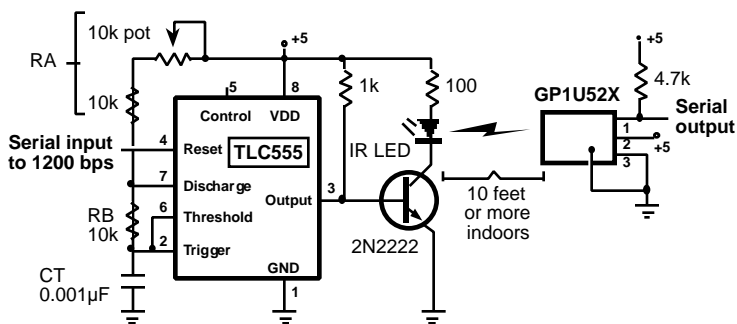 10k pot
RA
10k
+5
5
8
Control
VDD
1k
100
+5
4.7k
GP1U52X
Serial
output
1
+5
2
3
Serial input
to 1200 bps
4
Reset
TLC555
IR LED
7
Discharge
Output
3
6
Threshold
RB
10k
2
Trigger
10 feet
or more
indoors
2N2222
GND
1
CT
0.001µF